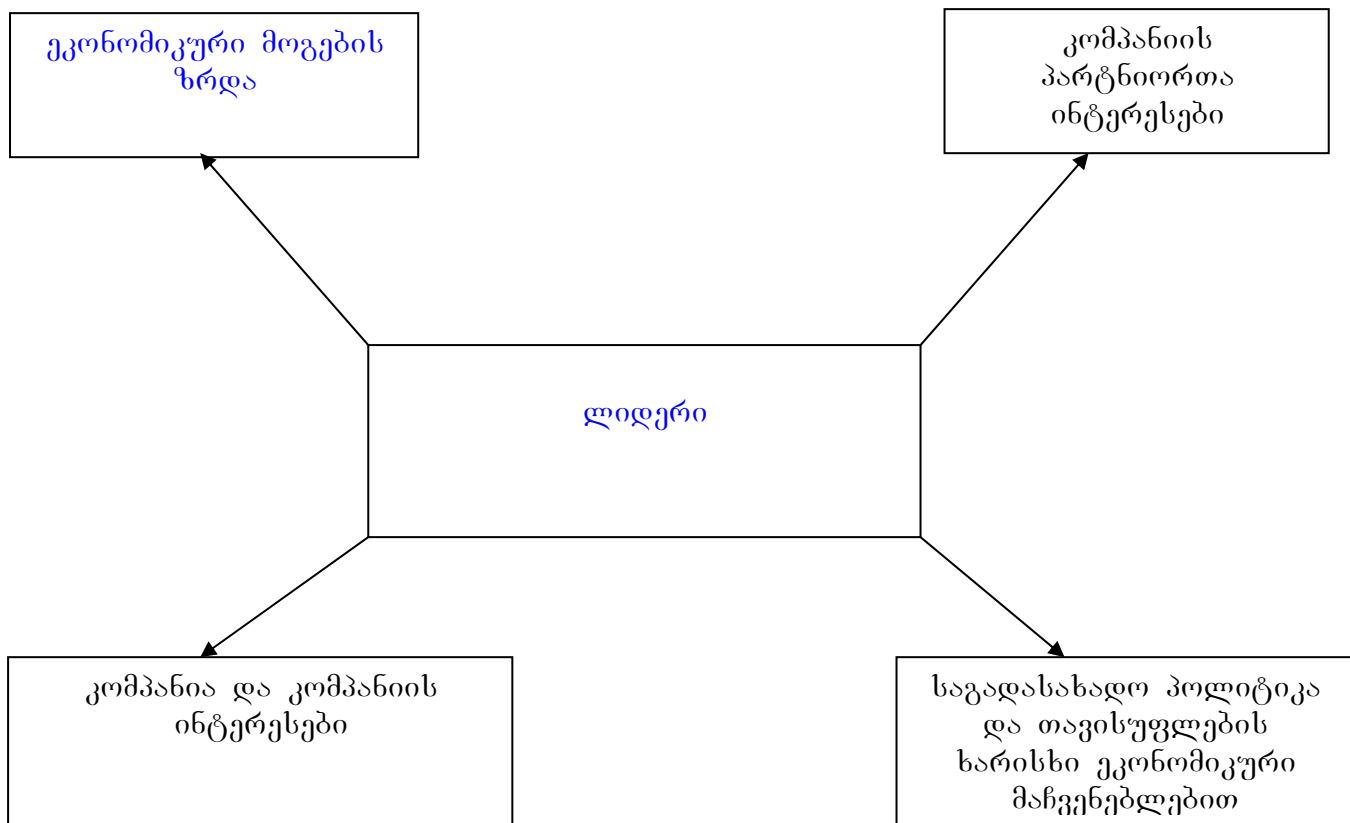 ეკონომიკური მოგების
ზრდა
კომპანიის
პარტნიორთა
ინტერესები
ლიდერი
კომპანია და კომპანიის
ინტერესები
საგადასახადო პოლიტიკა
და თავისუფლების
ხარისხი ეკონომიკური
მაჩვენებლებით